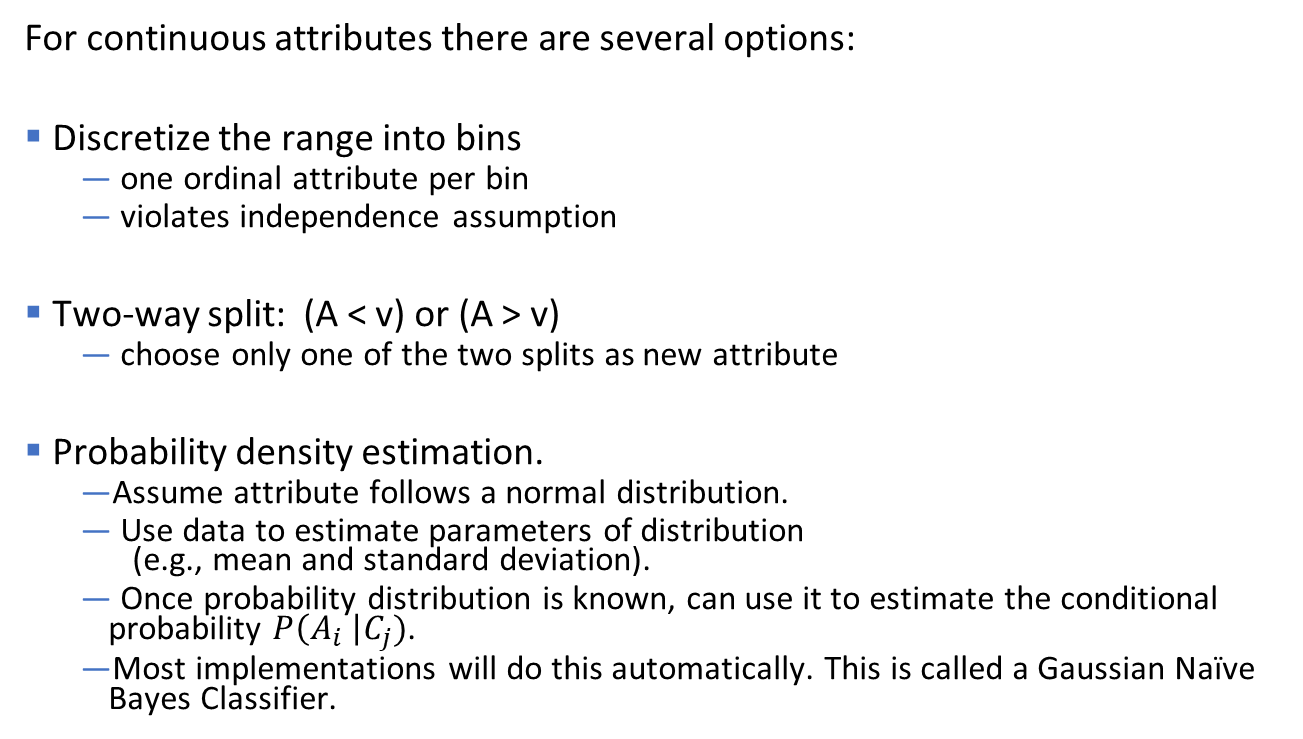 For continuous attributes there are several options:
▪ Discretize the range into bins
— one ordinal attribute per bin
— violates independence assumption
▪ Two-way split: (A < v) or (A > v)
— choose only one of the two splits as new attribute
▪ Probability density estimation.
—Assume attribute follows a normal distribution.
— Use data to estimate parameters of distribution
(e.g., mean and standard deviation).
— Once probability distribution is known, can use it to estimate the conditional
probability P(Aᵢ |Cⱼ).
—Most implementations will do this automatically. This is called a Gaussian Naïve
Bayes Classifier.